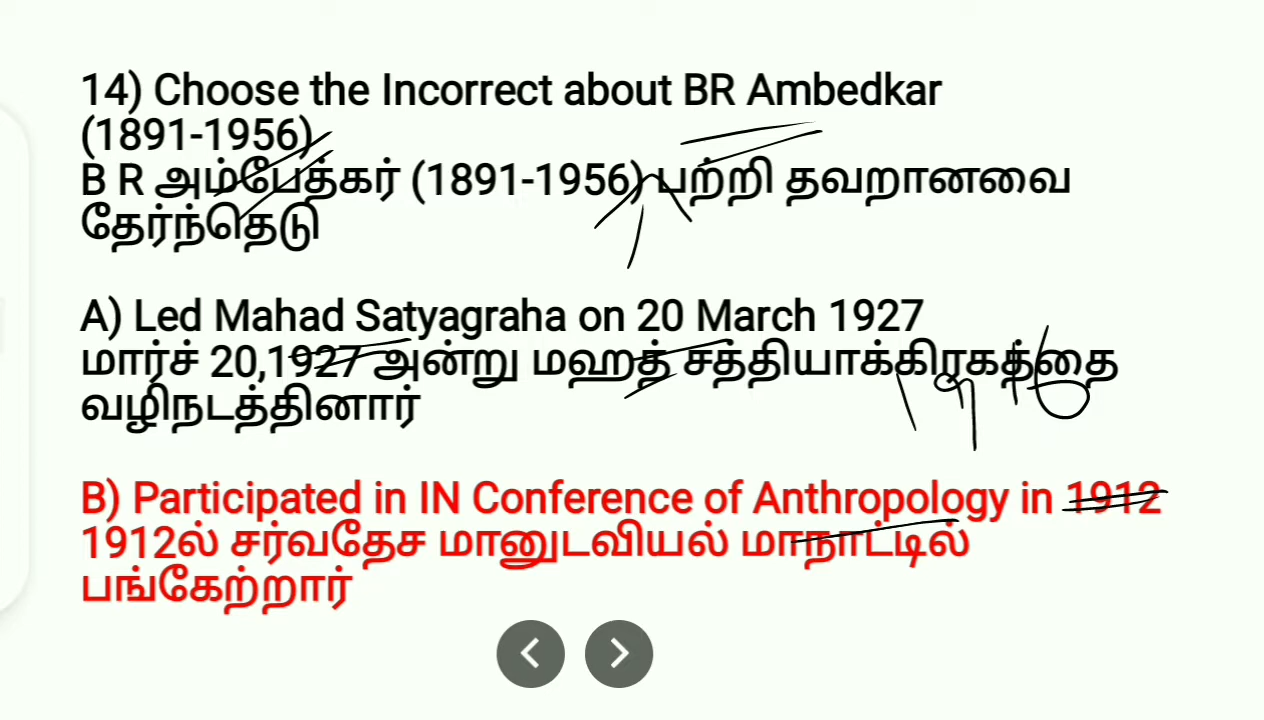 14) Choose the Incorrect about BR Ambedkar
(1891-1956)
B R அம்பேத்கர் (1891-1956) பற்றி தவறானவை
தேர்ந்தெடு
A) Led Mahad Satyagraha on 20 March 1927
மார்ச் 20,1927 அன்று மஹத் சத்தியாக்கிரகத்தை
1916
வழிநடத்தினார்
B) Participated in IN Conference of Anthropology in 1912
1912ல் சர்வதேச மானுடவியல் மாநாட்டில்
பங்கேற்றார்